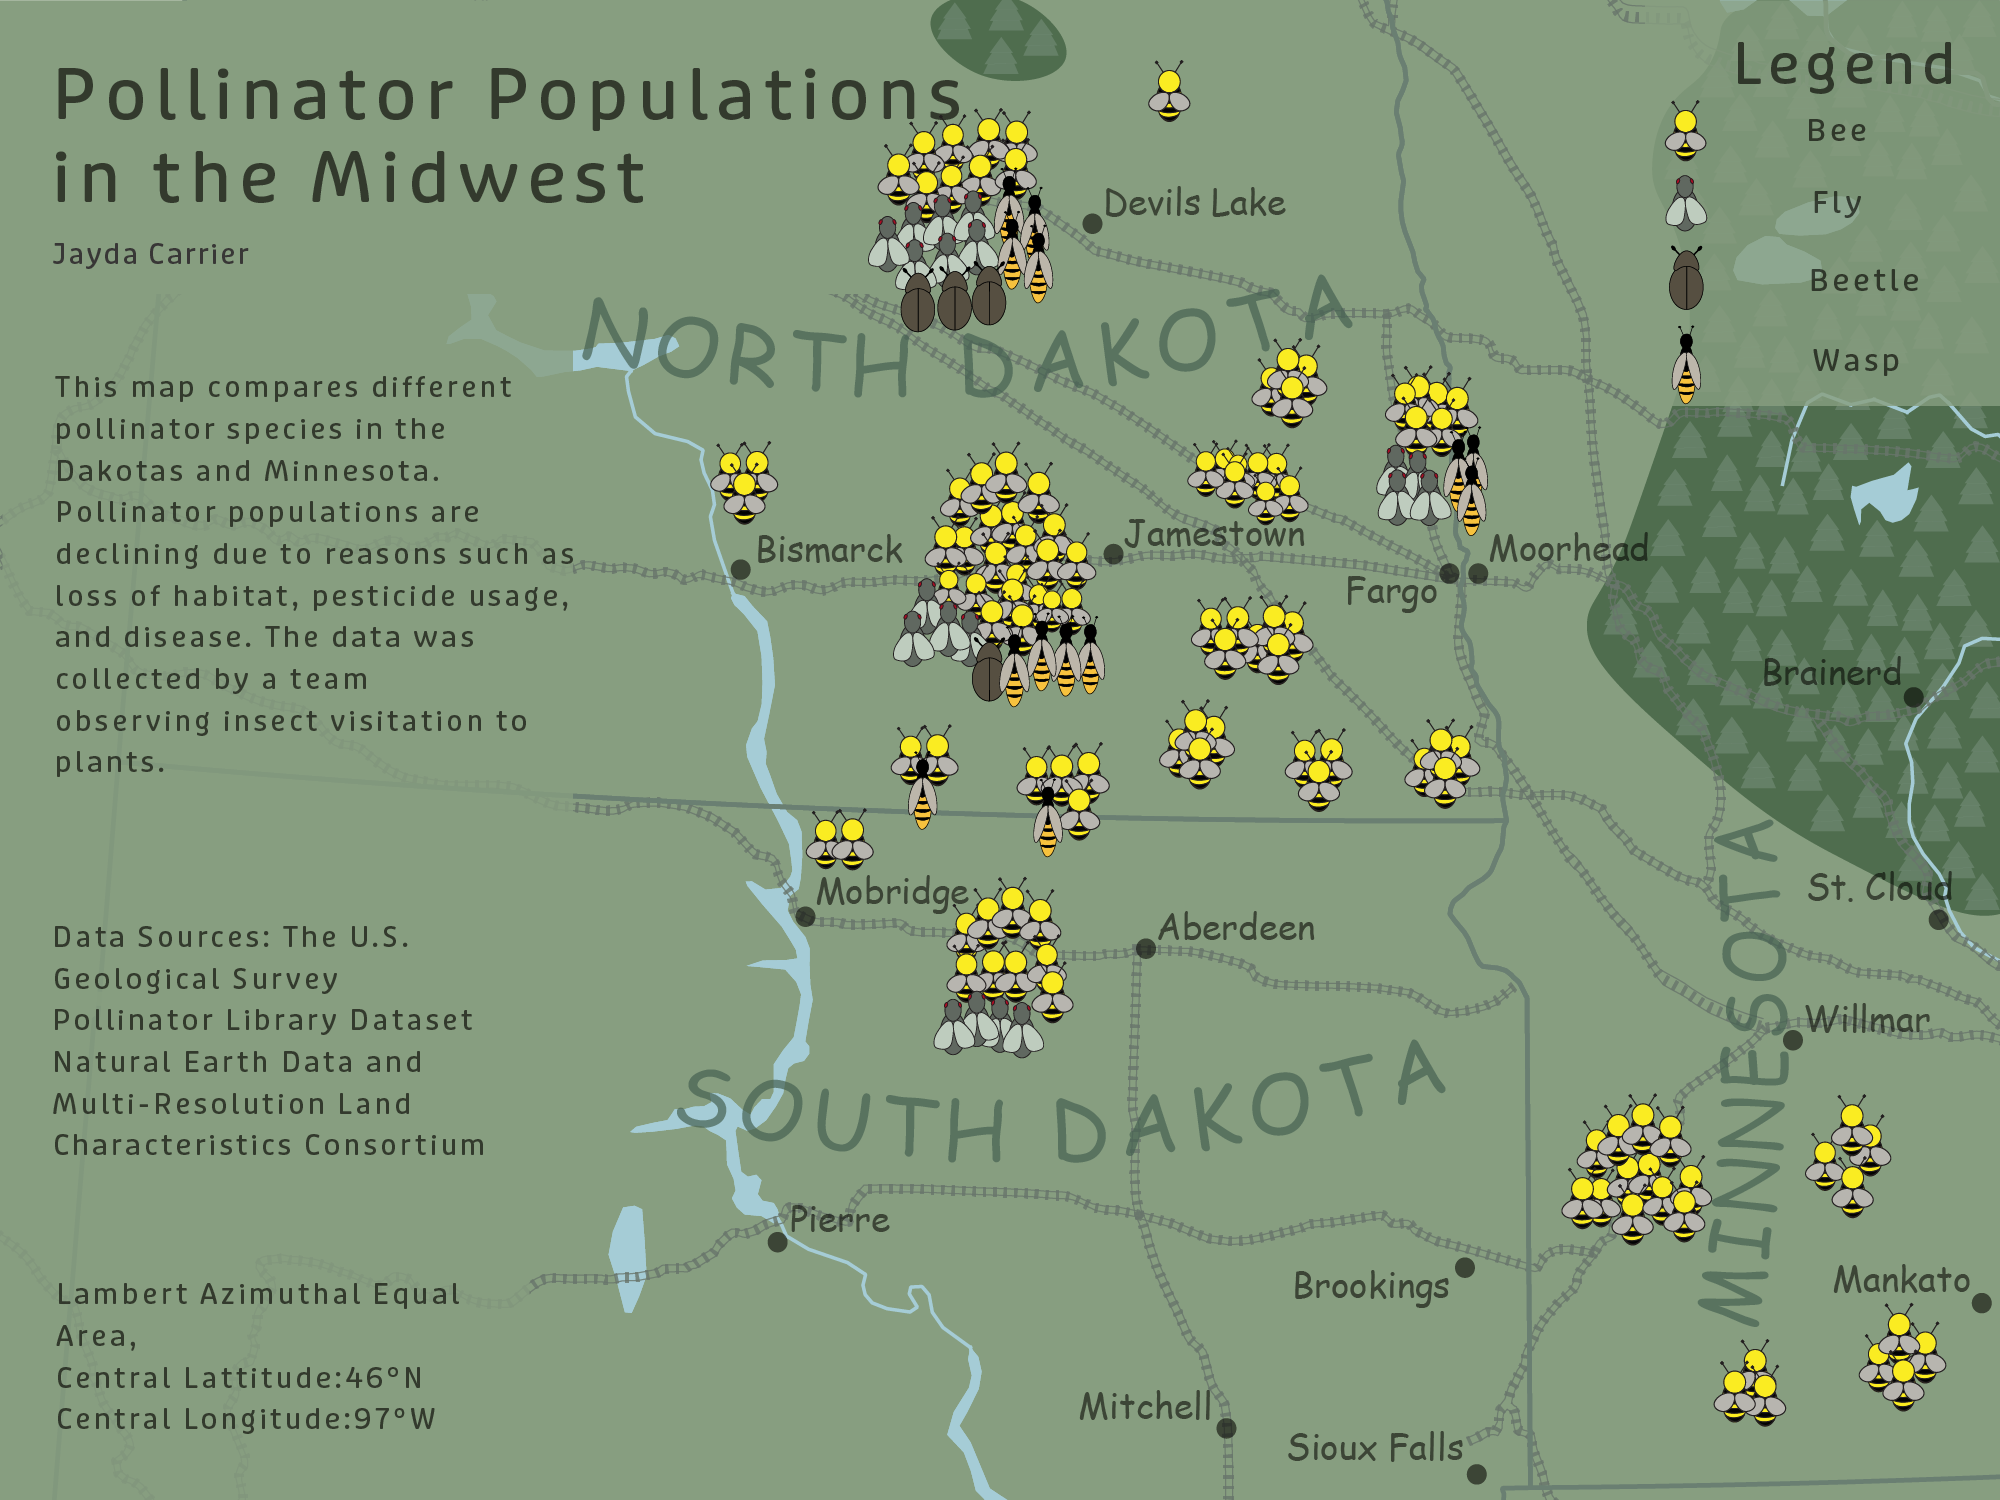 Pollinator Populations
in the Midwest
Jayda Carrier
This map compares different
pollinator species in the
Dakotas and Minnesota.
Pollinator populations are
declining due to reasons such as
loss of habitat, pesticide usage,
and disease. The data was
collected by a team
observing insect visitation to
plants.
Data Sources: The U.S.
Geological Survey
Pollinator Library Dataset
Natural Earth Data and
Multi-Resolution Land
Characteristics Consortium
Lambert Azimuthal Equal
Area,
Central Lattitude:46°N
Central Longitude:97°W
Legend
Bee
Fly
Beetle
Wasp
Devils Lake
NORTH DAKOTA
Bismarck
Jamestown
Moorhead
Fargo
Brainerd
Mobridge
Aberdeen
St. Cloud
Willmar
SOUTH DAKOTA
MINNESOTA
Pierre
Brookings
Mankato
Mitchell
Sioux Falls